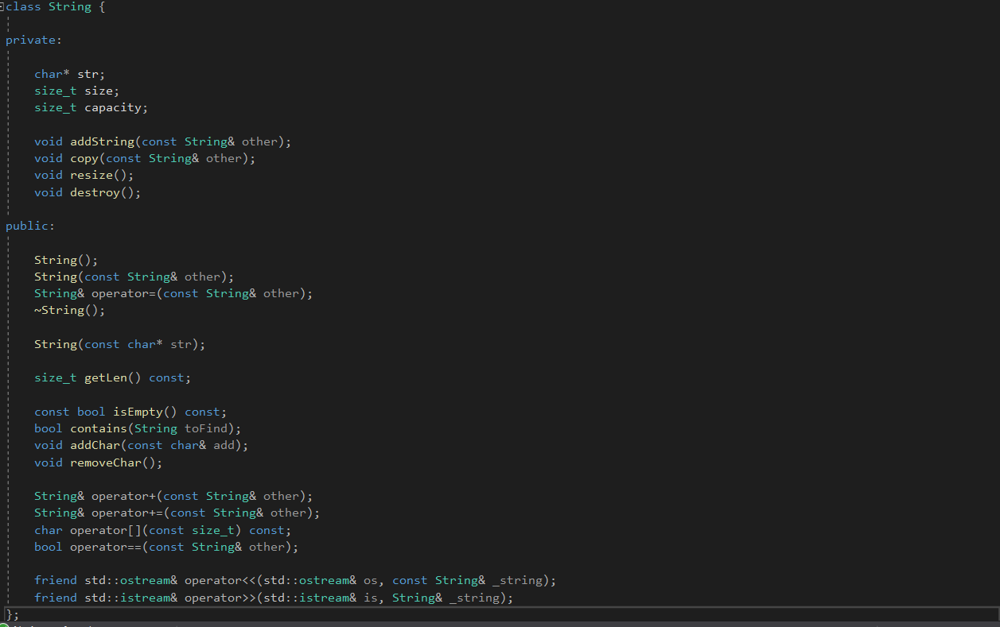 class String {
private:
char* str;
size_t size;
size_t capacity;
void addString(const String& other);
void copy(const String& other);
void resize();
void destroy();
public:
String();
String(const String& other);
String& operator=(const String& other);
~String();
String(const char* str);
size_t getLen() const;
const bool isEmpty() const;
bool contains(String toFind);
void addChar(const char& add);
void removeChar();
String& operator+(const String& other);
String& operator+=(const String& other);
char operator[](const size_t) const;
bool operator==(const String& other);
friend std::ostream& operator<<(std::ostream& os, const String& _string);
friend std::istream& operator>>(std::istream& is, String& _string);
};